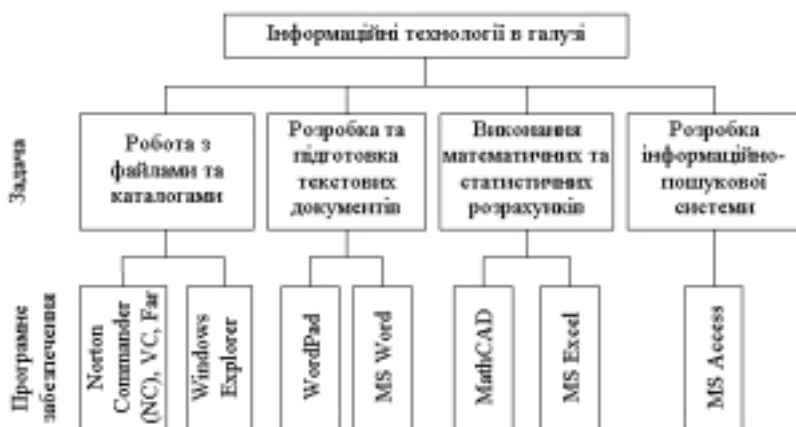 Інформаційні технології в галузі
Задача
Робота з
файлами та
каталогами
Розробка та
підготовка
текстових
документів
Виконання
математичних та
статистичних
розрахунків
Розробка
інформаційно-
пошукової
системи
Програмне
забезпечення
Norton
Commander
(NC), VC, Far
Windows
Explorer
WordPad
MS Word
MathCAD
MS Excel
MS Access